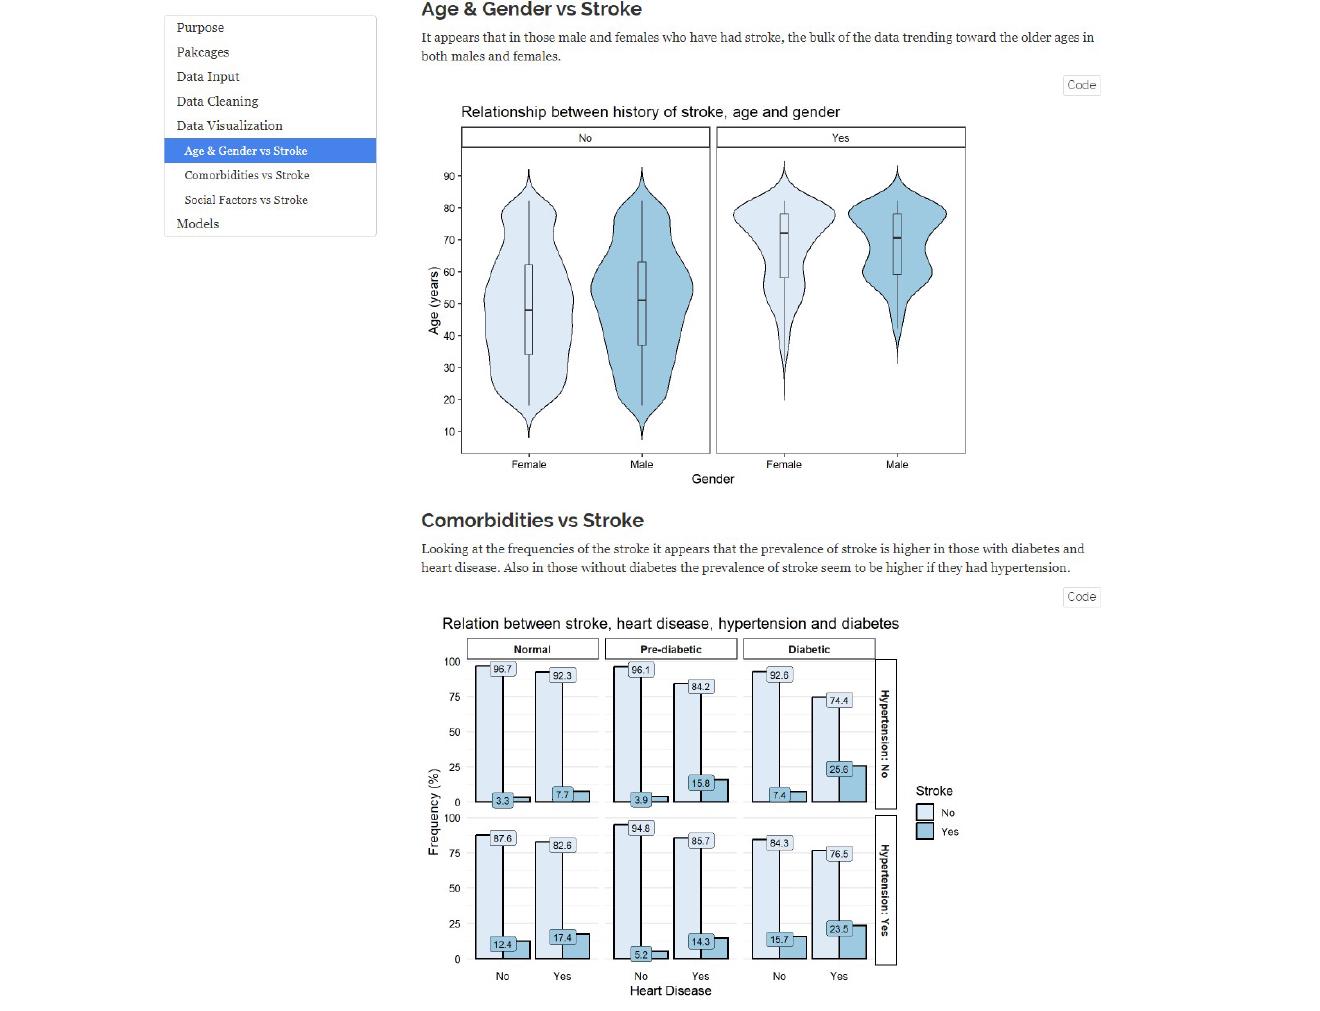 Purpose
Pakcages
Data Input
Data Cleaning
Data Visualization
Age & Gender vs Stroke
Comorbidities vs Stroke
Social Factors vs Stroke
Models
Age & Gender vs Stroke
It appears that in those male and females who have had stroke, the bulk of the data trending toward the older ages in
both males and females.
Code
Relationship between history of stroke, age and gender
No Yes
90
80
70
60
50
40
30
20
10
Age (years)
Female Male Female Male
Gender
Comorbidities vs Stroke
Looking at the frequencies of the stroke it appears that the prevalence of stroke is higher in those with diabetes and
heart disease. Also in those without diabetes the prevalence of stroke seem to be higher if they had hypertension.
Code
Relation between stroke, heart disease, hypertension and diabetes
Normal Pre-diabetic Diabetic
100
75
50
25
0
96.7 92.3 96.1 84.2 92.6 74.4
3.3 7.7 3.9 15.8 7.4 25.6
Hypertension: No
100
75
50
25
0
87.6 82.6 94.8 85.7 84.3 76.5
12.4 17.4 5.2 14.3 15.7 23.5
Hypertension: Yes
Frequency (%)
No Yes No Yes No Yes
Heart Disease
Stroke
No
Yes